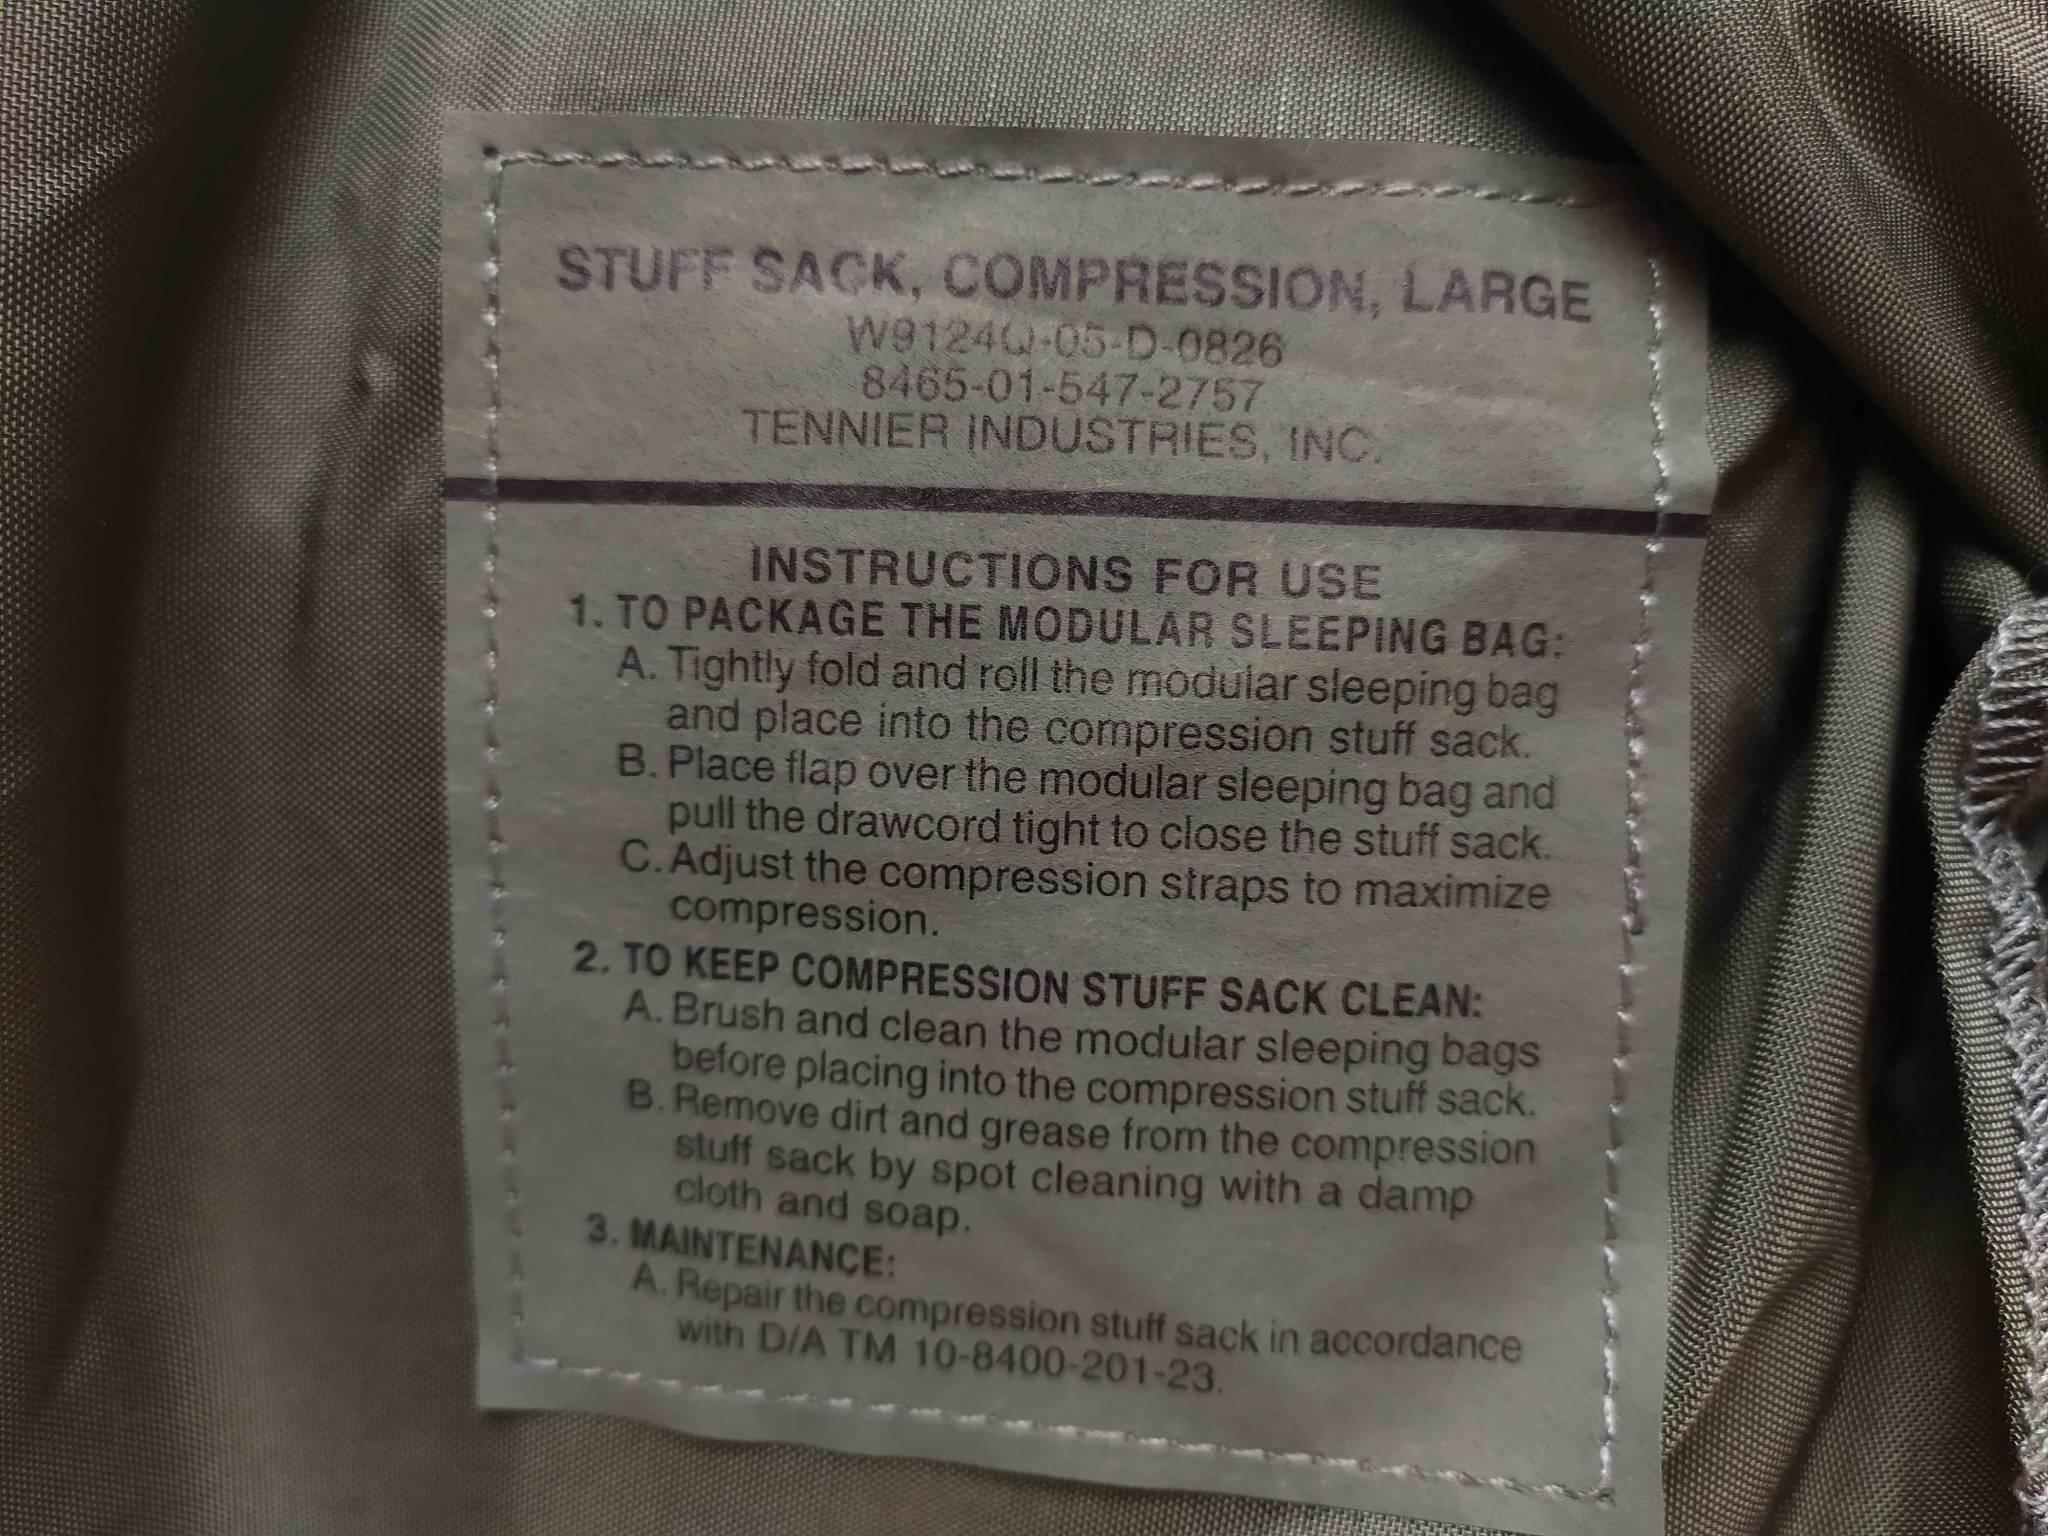 STUFF SACK, COMPRESSION, LARGE
W9124Q-05-D-0826
8465-01-547-2757
TENNIER INDUSTRIES, INC.
INSTRUCTIONS FOR USE
1. TO PACKAGE THE MODULAR SLEEPING BAG:
A. Tightly fold and roll the modular sleeping bag
and place into the compression stuff sack.
B. Place flap over the modular sleeping bag and
pull the drawcord tight to close the stuff sack.
C. Adjust the compression straps to maximize
compression.
2. TO KEEP COMPRESSION STUFF SACK CLEAN:
A. Brush and clean the modular sleeping bags
before placing into the compression stuff sack.
B. Remove dirt and grease from the compression
stuff sack by spot cleaning with a damp
cloth and soap.
3. MAINTENANCE:
A. Repair the compression stuff sack in accordance
with D/A TM 10-8400-201-23.